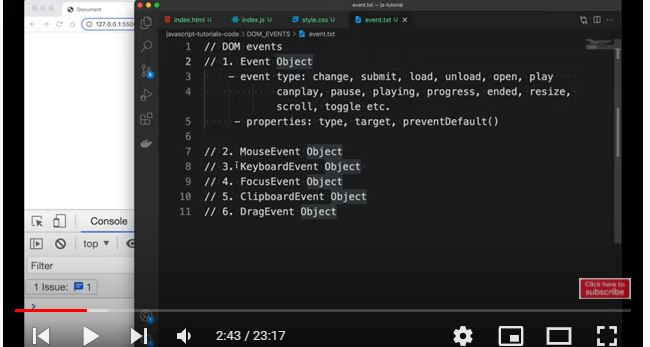 event.txt — js-tutorial
Document
127.0.0.1:5500
index.html U
index.js U
style.css U
event.txt U
javascript-tutorials-code > DOM_EVENTS > event.txt
1 // DOM events
2 // 1. Event Object
3 - event type: change, submit, load, unload, open, play
4 canplay, pause, playing, progress, ended, resize,
scroll, toggle etc.
5 - properties: type, target, preventDefault()
6
7 // 2. MouseEvent Object
8 // 3. KeyboardEvent Object
9 // 4. FocusEvent Object
10 // 5. ClipboardEvent Object
11 // 6. DragEvent Object
Console
top
Filter
1 Issue: 1
Click here to
subscribe
2:43 / 23:17